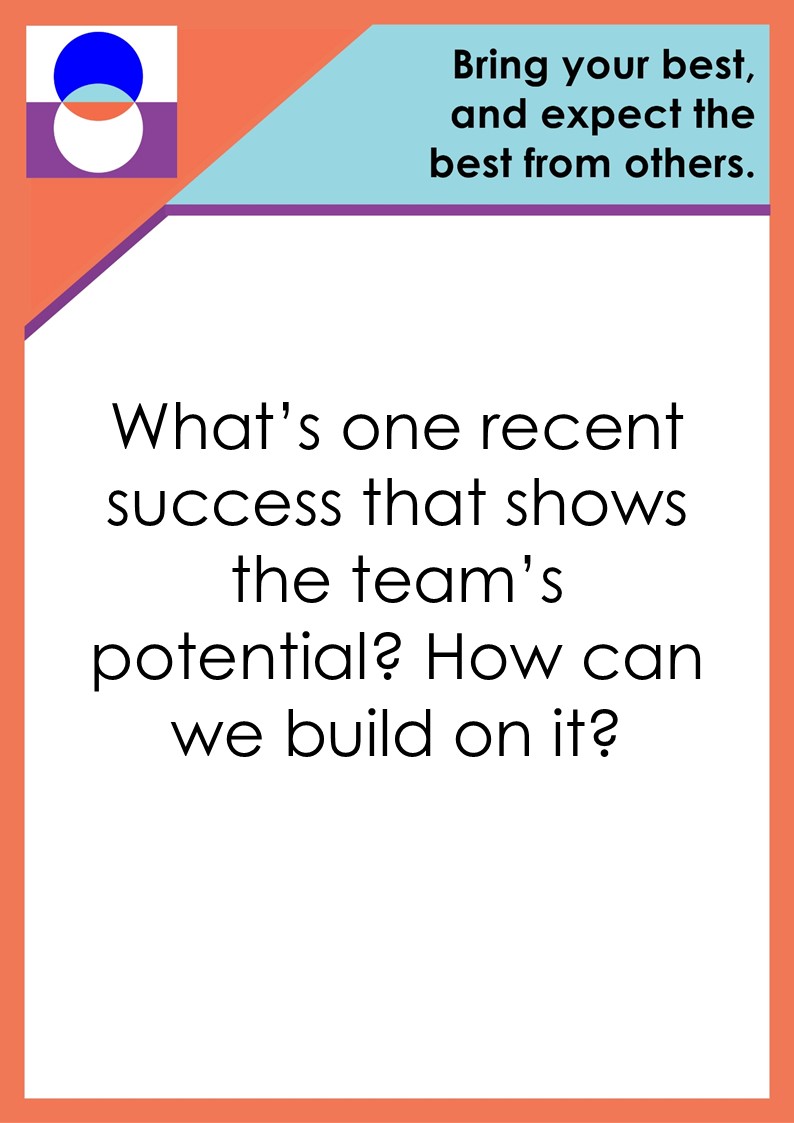 Bring your best,
and expect the
best from others.
What’s one recent
success that shows
the team’s
potential? How can
we build on it?